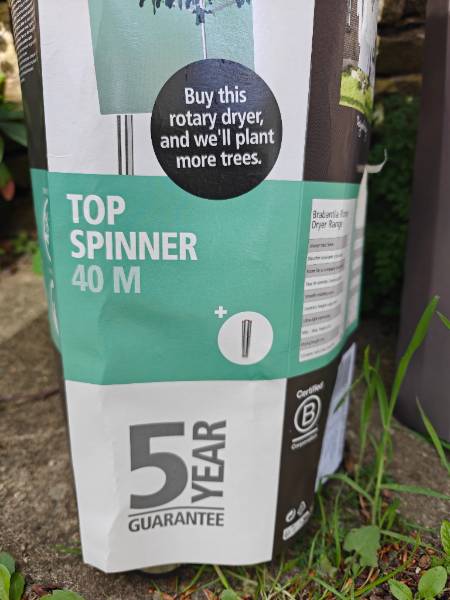 Buy this
rotary dryer,
and we'll plant
more trees.
TOP
SPINNER
40 M
+
Brabantia
Dryer Range
5 YEAR
GUARANTEE
Certified
B
Corporation